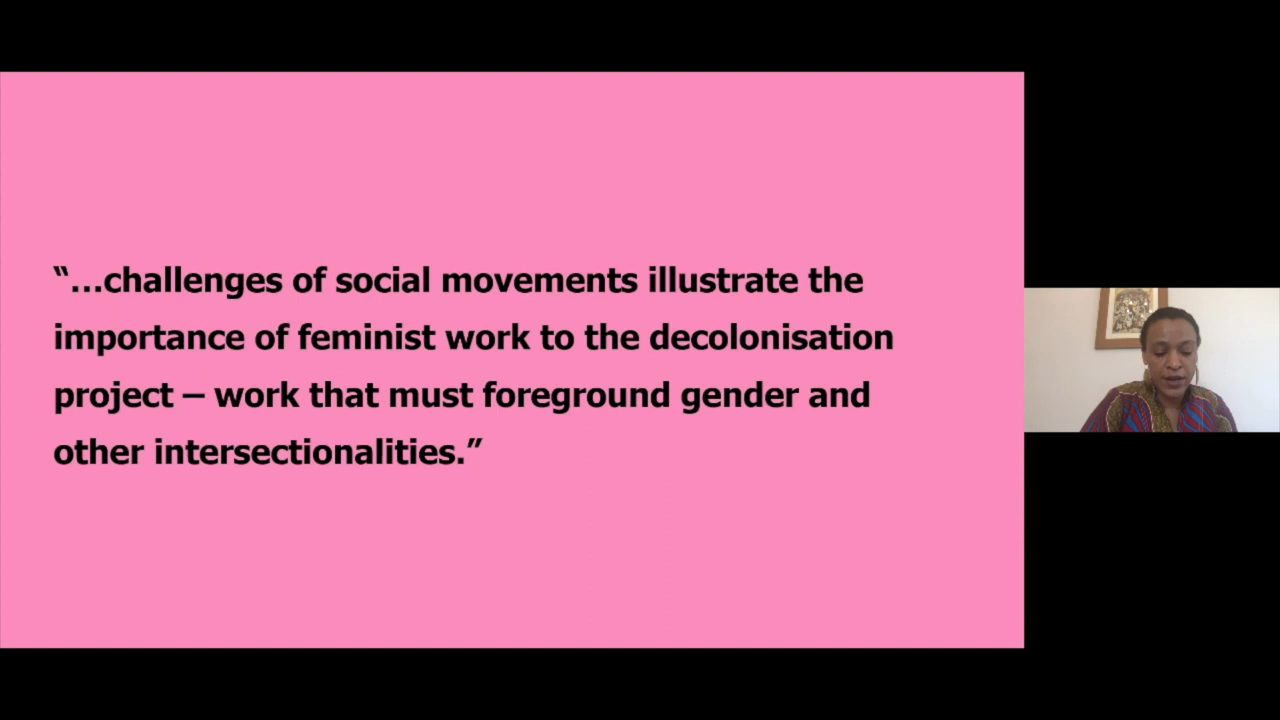 “…challenges of social movements illustrate the
importance of feminist work to the decolonisation
project – work that must foreground gender and
other intersectionalities.”